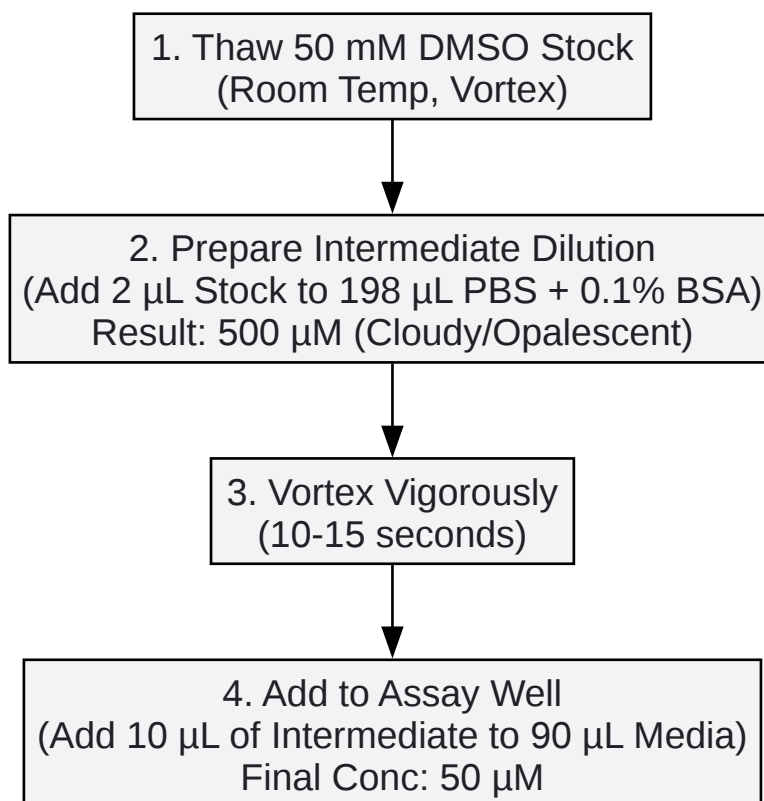 1. Thaw 50 mM DMSO Stock
(Room Temp, Vortex)
2. Prepare Intermediate Dilution
(Add 2 µL Stock to 198 µL PBS + 0.1% BSA)
Result: 500 µM (Cloudy/Opalescent)
3. Vortex Vigorously
(10-15 seconds)
4. Add to Assay Well
(Add 10 µL of Intermediate to 90 µL Media)
Final Conc: 50 µM